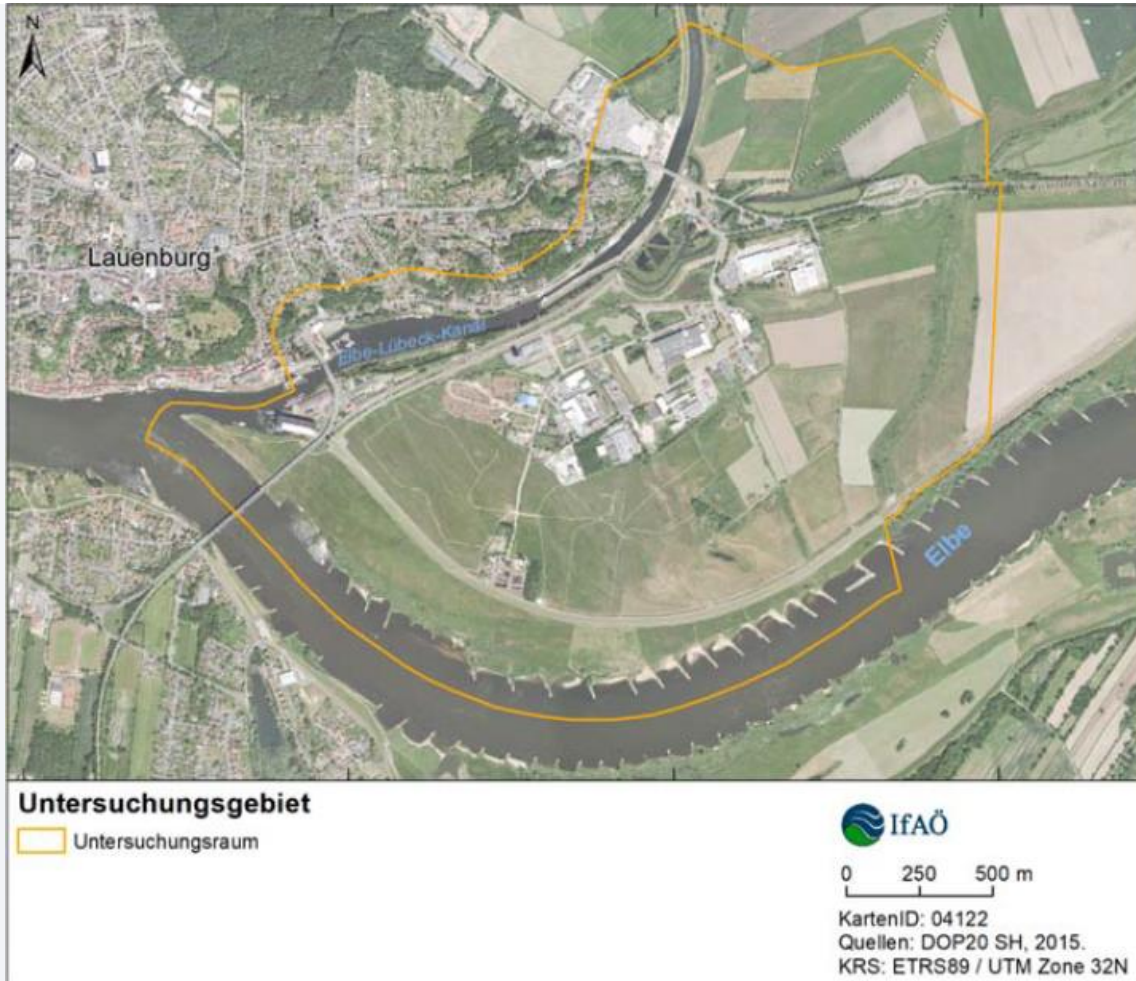 N
Lauenburg
Elbe-Lübeck-Kanal
Elbe
Untersuchungsgebiet
Untersuchungsraum
IfAÖ
0 250 500 m
KartenID: 04122
Quellen: DOP20 SH, 2015.
KRS: ETRS89 / UTM Zone 32N